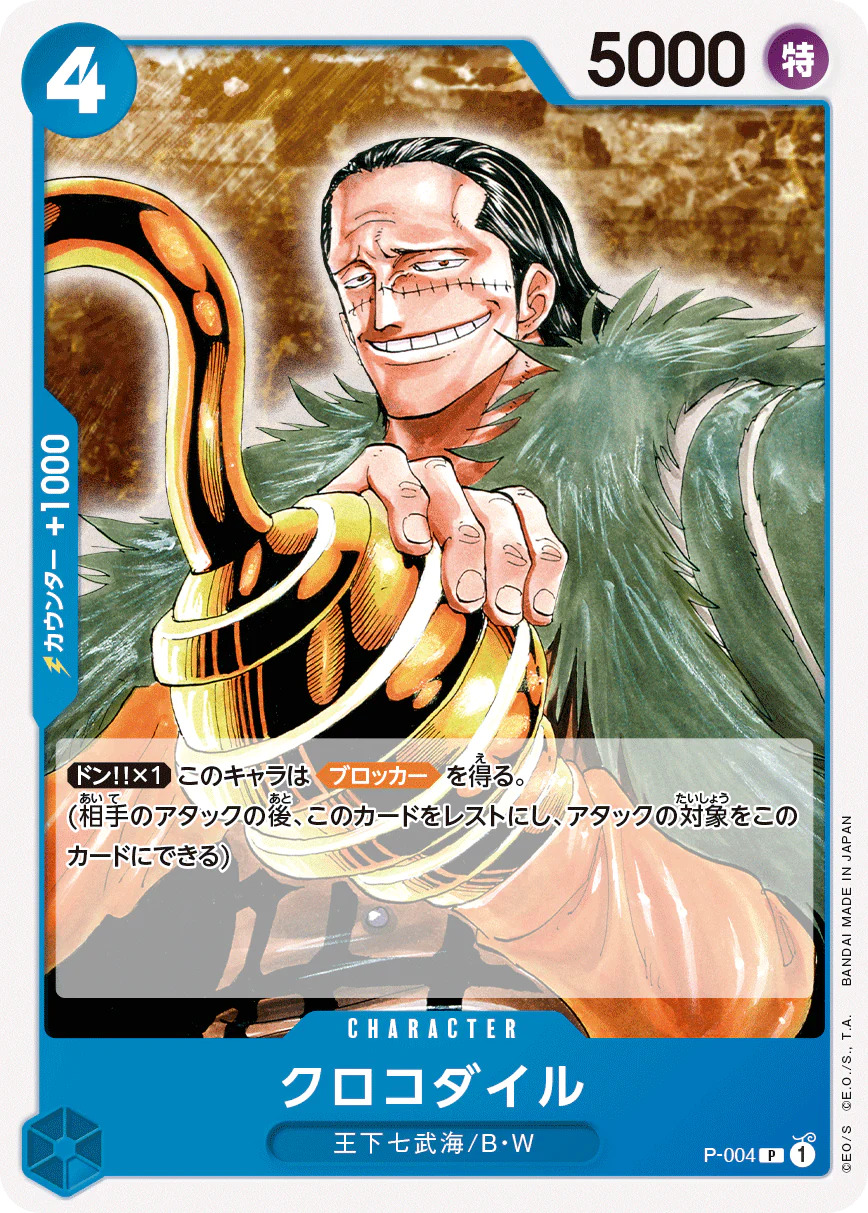 4
5000
特
カウンター +1000
ドン!!×1 このキャラは ブロッカー を得る。
(相手のアタックの後、このカードをレストにし、アタックの対象をこの
カードにできる)
CHARACTER
クロコダイル
王下七武海/B・W
P-004 P 1
©EO/S ©E.O./S., T.A. BANDAI MADE IN JAPAN